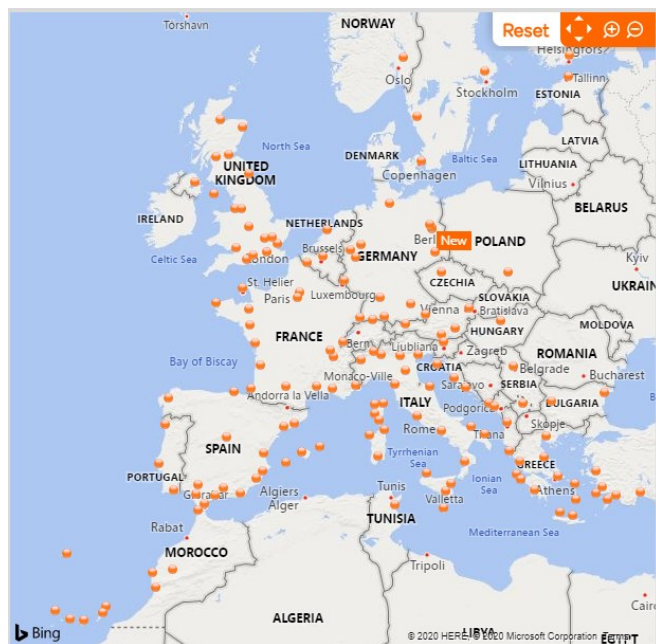 Tórshavn
NORWAY
Reset
Helsingfors
Oslo
Stockholm
Tallinn
ESTONIA
North Sea
LATVIA
DENMARK
Baltic Sea
UNITED
KINGDOM
LITHUANIA
Copenhagen
Vilnius
BELARUS
IRELAND
NETHERLANDS
Berl
New
POLAND
Celtic Sea
London
Brussels
GERMANY
Kyiv
St. Helier
Luxembourg
CZECHIA
UKRAIN
Paris
SLOVAKIA
Vienna
Bratislava
MOLDOVA
FRANCE
HUNGARY
Bern
Ljubljana
Zagreb
ROMANIA
Bay of Biscay
CROATIA
Belgrade
Monaco-Ville
Sarajevo
SERBIA
Bucharest
Andorra la Vella
ITALY
BULGARIA
Podgorica
Skopje
SPAIN
Rome
Tirana
Tyrrhenian
Sea
PORTUGAL
Ionian
Sea
GREECE
Athens
Gibraltar
Algiers
Alger
Tunis
Valletta
Rabat
TUNISIA
Mediterranean Sea
MOROCCO
Tripoli
ALGERIA
Cairo
LIBYA
EGYPT
Bing
© 2020 HERE, © 2020 Microsoft Corporation Terms